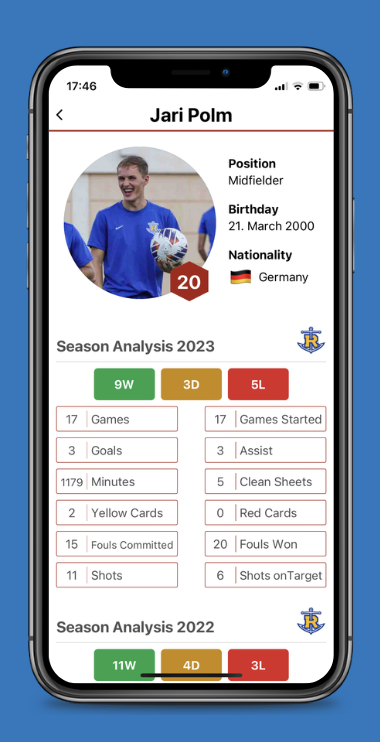 17:46
Jari Polm
Position
Midfielder
Birthday
21. March 2000
Nationality
Germany
20
Season Analysis 2023
R
9W 3D 5L
17 Games 17 Games Started
3 Goals 3 Assist
1179 Minutes 5 Clean Sheets
2 Yellow Cards 0 Red Cards
15 Fouls Committed 20 Fouls Won
11 Shots 6 Shots onTarget
Season Analysis 2022
R
11W 4D 3L